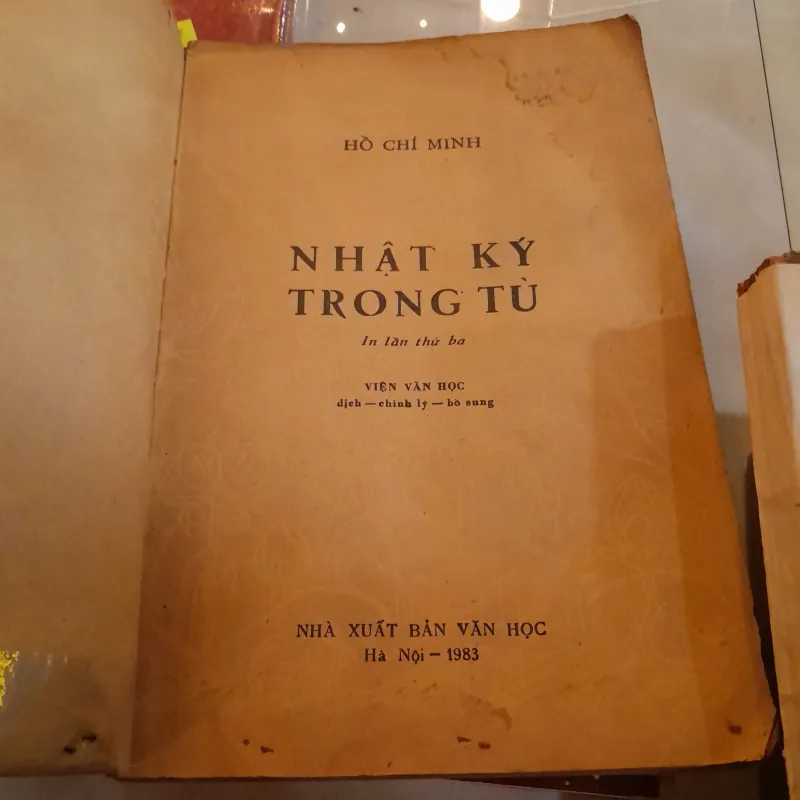 HỒ CHÍ MINH
NHẬT KÝ
TRONG TÙ
In lần thứ ba
VIỆN VĂN HỌC
dịch — chỉnh lý — bổ sung
NHÀ XUẤT BẢN VĂN HỌC
Hà Nội — 1983